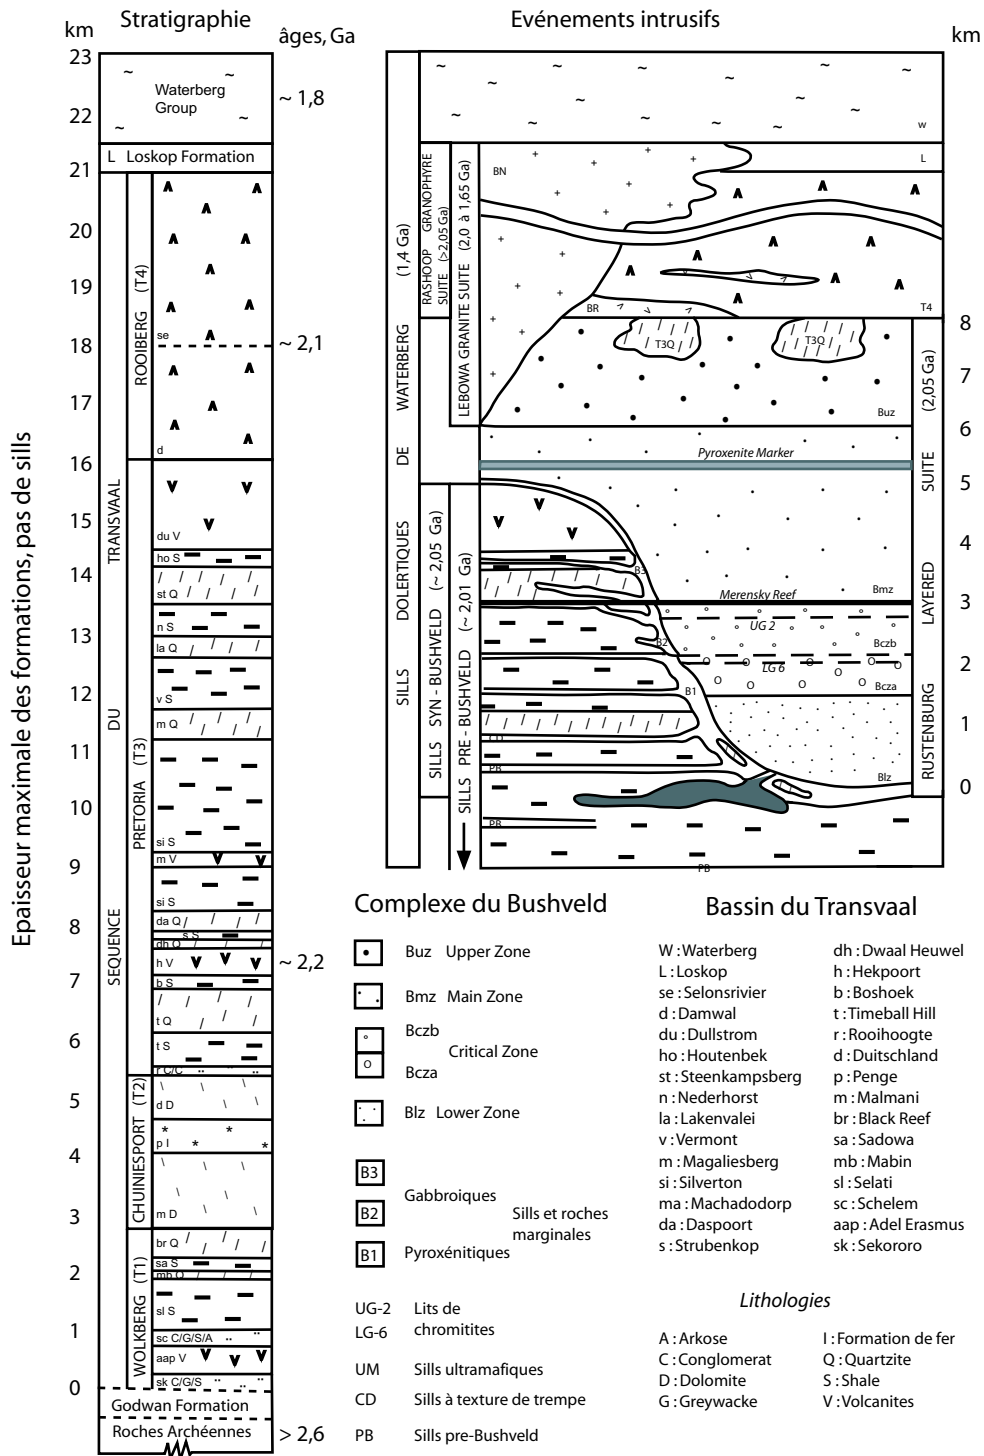 Stratigraphie
Evénements intrusifs
km
âges, Ga
km
Epaisseur maximale des formations, pas de sills
23
22
21
20
19
18
17
16
15
14
13
12
11
10
9
8
7
6
5
4
3
2
1
0
Waterberg
Group
~ 1,8
L Loskop Formation
SEQUENCE DU TRANSVAAL
ROOIBERG (T4)
se
~ 2,1
d
PRETORIA (T3)
du V
ho S
st Q
n S
la Q
v S
m Q
si S
m V
si S
da Q
s S
dh Q
h V
~ 2,2
b S
t Q
t S
r C/C
CHUINIESPORT (T2)
d D
p I
m D
WOLKBERG (T1)
br Q
sa S
mb Q
sl S
sc C/G/S/A
aap V
sk C/G/S
Godwan Formation
Roches Archéennes
> 2,6
SILLS DOLERTIQUES DE WATERBERG (1,4 Ga)
RASHOOP GRANOPHYRE
SUITE (>2,05 Ga)
LEBOWA GRANITE SUITE (2,0 à 1,65 Ga)
SILLS SYN - BUSHVELD (~ 2,05 Ga)
SILLS PRE - BUSHVELD (~ 2,01 Ga)
RUSTENBURG LAYERED SUITE (2,05 Ga)
w
BN
L
BR
T4
T3Q
T3Q
Buz
Pyroxenite Marker
B3
Merensky Reef
Bmz
UG 2
B2
Bczb
LG 6
B1
Bcza
CD
PB
Blz
PB
PB
8
7
6
5
4
3
2
1
0
Complexe du Bushveld
Buz Upper Zone
Bmz Main Zone
Bczb
Critical Zone
Bcza
Blz Lower Zone
B3
Gabbroiques
B2
Sills et roches
marginales
B1 Pyroxénitiques
UG-2 Lits de
LG-6 chromitites
UM Sills ultramafiques
CD Sills à texture de trempe
PB Sills pre-Bushveld
Bassin du Transvaal
W : Waterberg
L : Loskop
se : Selonsrivier
d : Damwal
du : Dullstrom
ho : Houtenbek
st : Steenkampsberg
n : Nederhorst
la : Lakenvalei
v : Vermont
m : Magaliesberg
si : Silverton
ma : Machadodorp
da : Daspoort
s : Strubenkop
dh : Dwaal Heuwel
h : Hekpoort
b : Boshoek
t : Timeball Hill
r : Rooihoogte
d : Duitschland
p : Penge
m : Malmani
br : Black Reef
sa : Sadowa
mb : Mabin
sl : Selati
sc : Schelem
aap : Adel Erasmus
sk : Sekororo
Lithologies
A : Arkose
C : Conglomerat
D : Dolomite
G : Greywacke
I : Formation de fer
Q : Quartzite
S : Shale
V : Volcanites